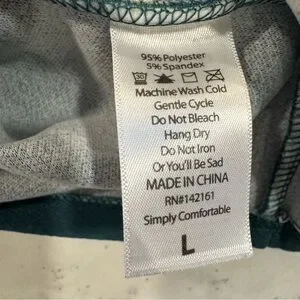 95% Polyester
5% Spandex
30
Machine Wash Cold
Gentle Cycle
Do Not Bleach
Hang Dry
Do Not Iron
Or You'll Be Sad
MADE IN CHINA
RN#142161
Simply Comfortable
L